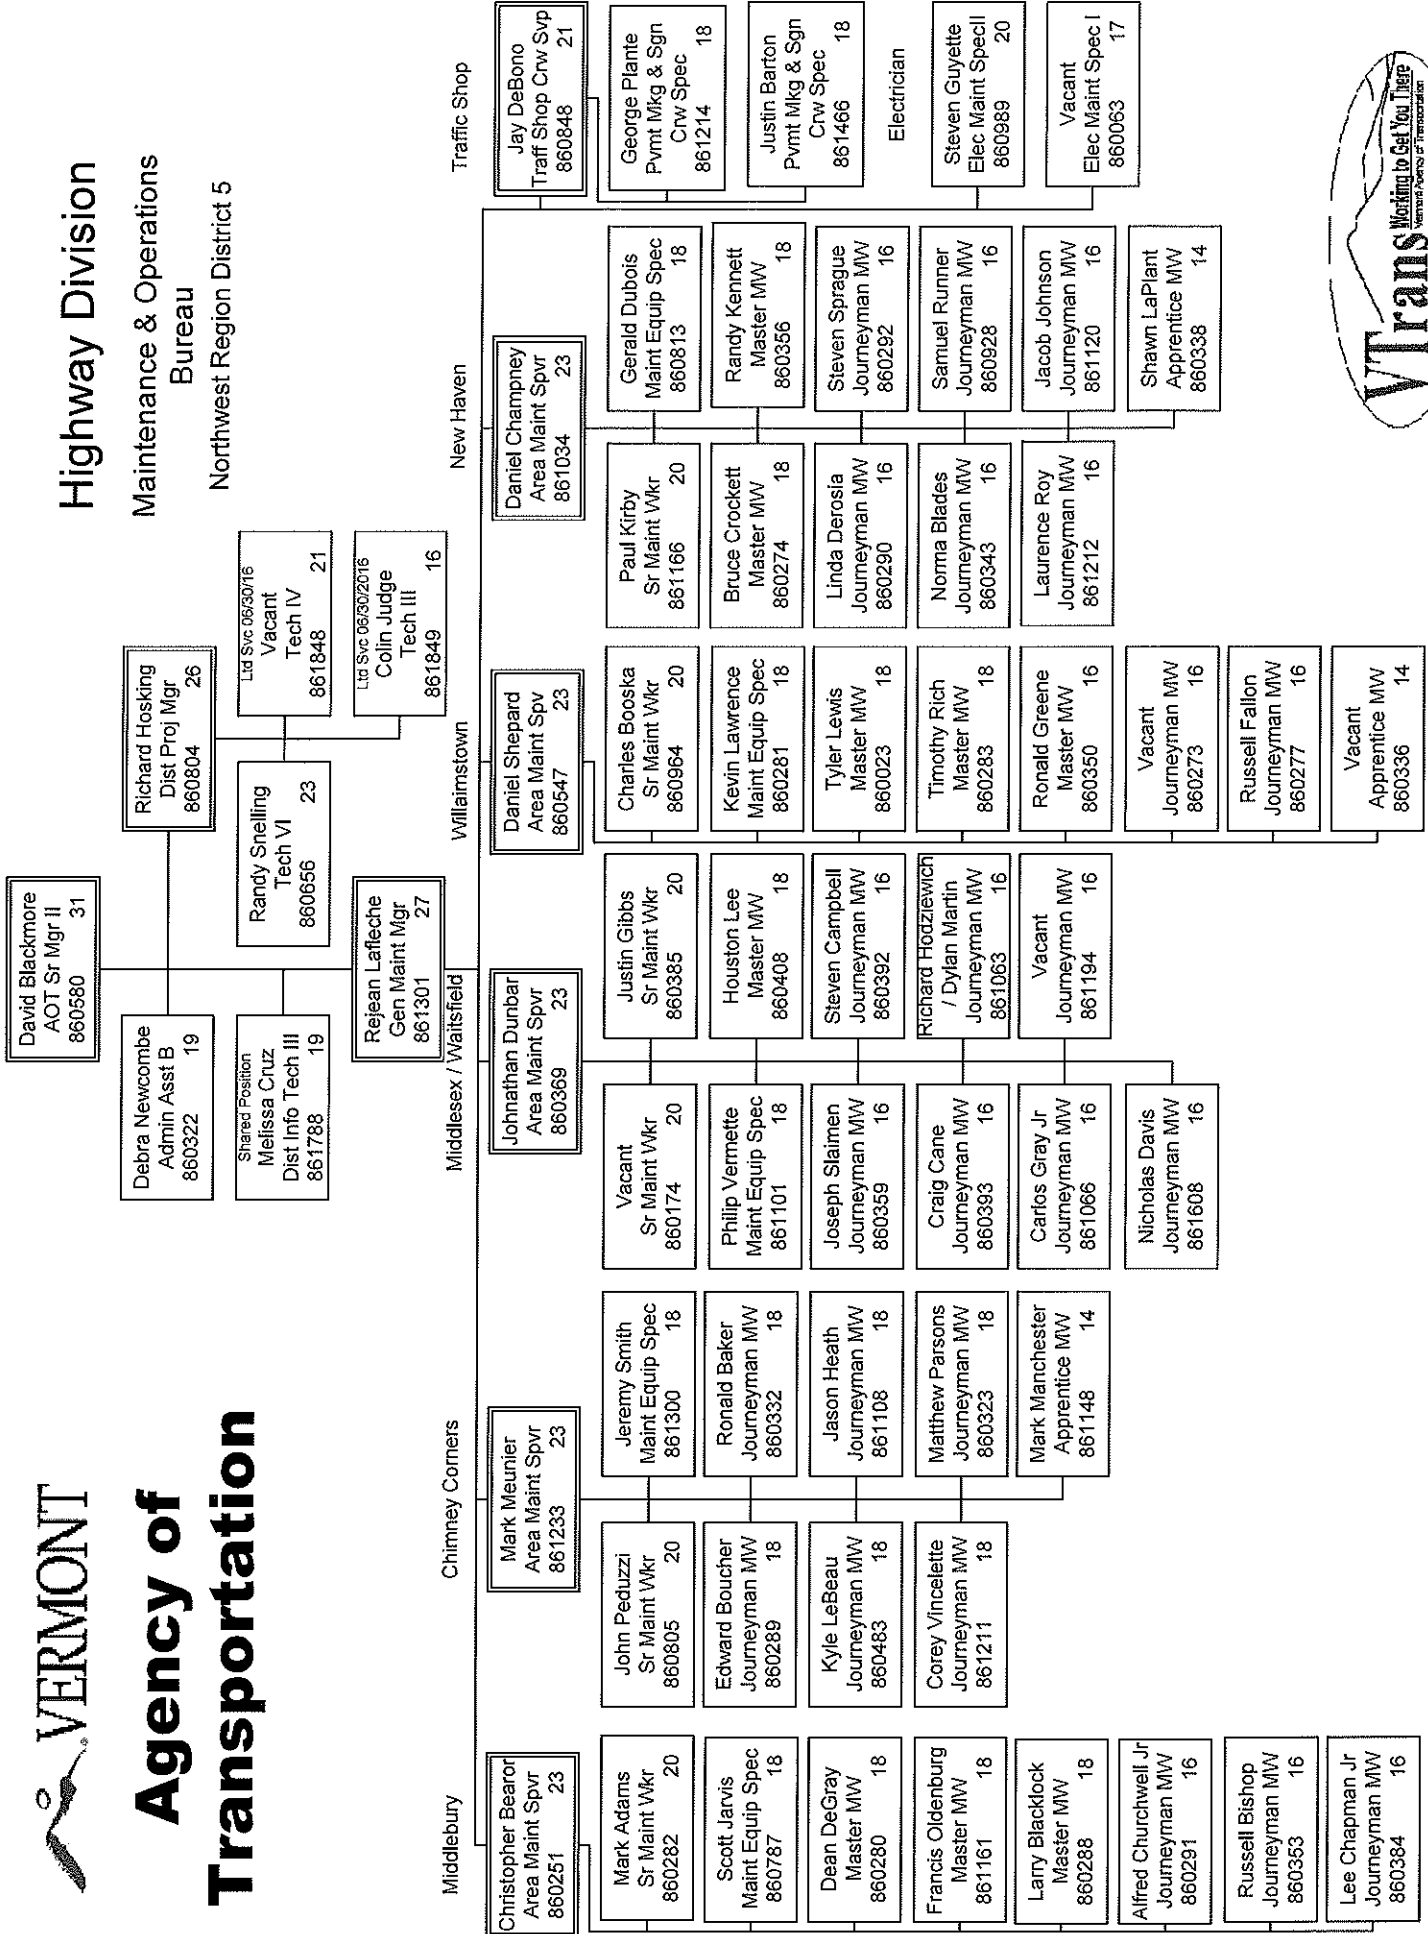 VERMONT
Agency of
Transportation
Highway Division
Maintenance & Operations
Bureau
Northwest Region District 5
David Blackmore
AOT Sr Mgr II
860580 31
Debra Newcombe
Admin Asst B
860322 19
Richard Hosking
Dist Proj Mgr
860804 26
Shared Position
Melissa Cruz
Dist Info Tech III
861788 19
Randy Snelling
Tech VI
860656 23
Ltd Svc 06/30/16
Vacant
Tech IV
861848 21
Ltd Svc 06/30/2016
Colin Judge
Tech III
861849 16
Rejean Lafleche
Gen Maint Mgr
861301 27
Middlebury
Christopher Bearor
Area Maint Spvr
860251 23
Mark Adams
Sr Maint Wkr
860282 20
Scott Jarvis
Maint Equip Spec
860787 18
Dean DeGray
Master MW
860280 18
Francis Oldenburg
Master MW
861161 18
Larry Blacklock
Master MW
860288 18
Alfred Churchwell Jr
Journeyman MW
860291 16
Russell Bishop
Journeyman MW
860353 16
Lee Chapman Jr
Journeyman MW
860384 16
Chimney Corners
Mark Meunier
Area Maint Spvr
861233 23
John Peduzzi
Sr Maint Wkr
860805 20
Jeremy Smith
Maint Equip Spec
861300 18
Edward Boucher
Journeyman MW
860289 18
Ronald Baker
Journeyman MW
860332 18
Kyle LeBeau
Journeyman MW
860483 18
Jason Heath
Journeyman MW
861108 18
Corey Vincelette
Journeyman MW
861211 18
Matthew Parsons
Journeyman MW
860323 18
Mark Manchester
Apprentice MW
861148 14
Middlesex / Waitsfield
Johnathan Dunbar
Area Maint Spvr
860369 23
Vacant
Sr Maint Wkr
860174 20
Justin Gibbs
Sr Maint Wkr
860385 20
Philip Vermette
Maint Equip Spec
861101 18
Houston Lee
Master MW
860408 18
Joseph Slaimen
Journeyman MW
860359 16
Steven Campbell
Journeyman MW
860392 16
Craig Cane
Journeyman MW
860393 16
Richard Hodziewich
/ Dylan Martin
Journeyman MW
861063 16
Carlos Gray Jr
Journeyman MW
861066 16
Vacant
Journeyman MW
861194 16
Nicholas Davis
Journeyman MW
861608 16
Willaimstown
Daniel Shepard
Area Maint Spv
860547 23
Charles Booska
Sr Maint Wkr
860964 20
Kevin Lawrence
Maint Equip Spec
860281 18
Tyler Lewis
Master MW
860023 18
Timothy Rich
Master MW
860283 18
Ronald Greene
Master MW
860350 16
Vacant
Journeyman MW
860273 16
Russell Fallon
Journeyman MW
860277 16
Vacant
Apprentice MW
860336 14
New Haven
Daniel Champney
Area Maint Spvr
861034 23
Paul Kirby
Sr Maint Wkr
861166 20
Gerald Dubois
Maint Equip Spec
860813 18
Bruce Crockett
Master MW
860274 18
Randy Kennett
Master MW
860356 18
Linda Derosia
Journeyman MW
860290 16
Steven Sprague
Journeyman MW
860292 16
Norma Blades
Journeyman MW
860343 16
Samuel Runner
Journeyman MW
860928 16
Laurence Roy
Journeyman MW
861212 16
Jacob Johnson
Journeyman MW
861120 16
Shawn LaPlant
Apprentice MW
860338 14
Traffic Shop
Jay DeBono
Traff Shop Crw Svp
860848 21
George Plante
Pvmt Mkg & Sgn
Crw Spec
861214 18
Justin Barton
Pvmt Mkg & Sgn
Crw Spec
861466 18
Electrician
Steven Guyette
Elec Maint SpecII
860989 20
Vacant
Elec Maint Spec I
860063 17
VTrans Working to Get You There
Vermont Agency of Transportation